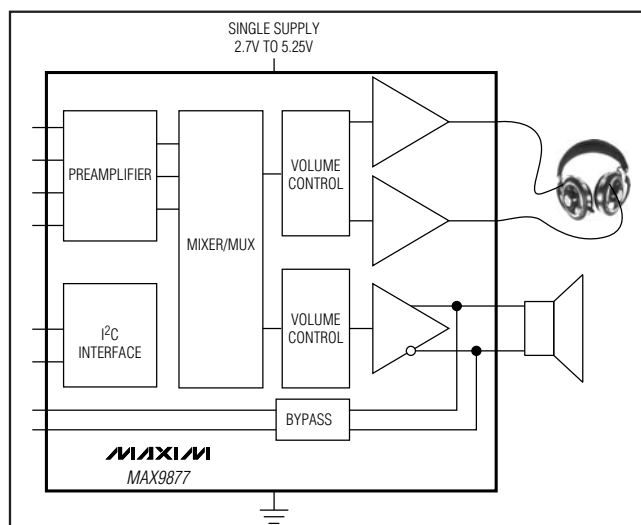 SINGLE SUPPLY
2.7V TO 5.25V
PREAMPLIFIER
MIXER/MUX
VOLUME
CONTROL
I²C
INTERFACE
VOLUME
CONTROL
BYPASS
MAXIM
MAX9877